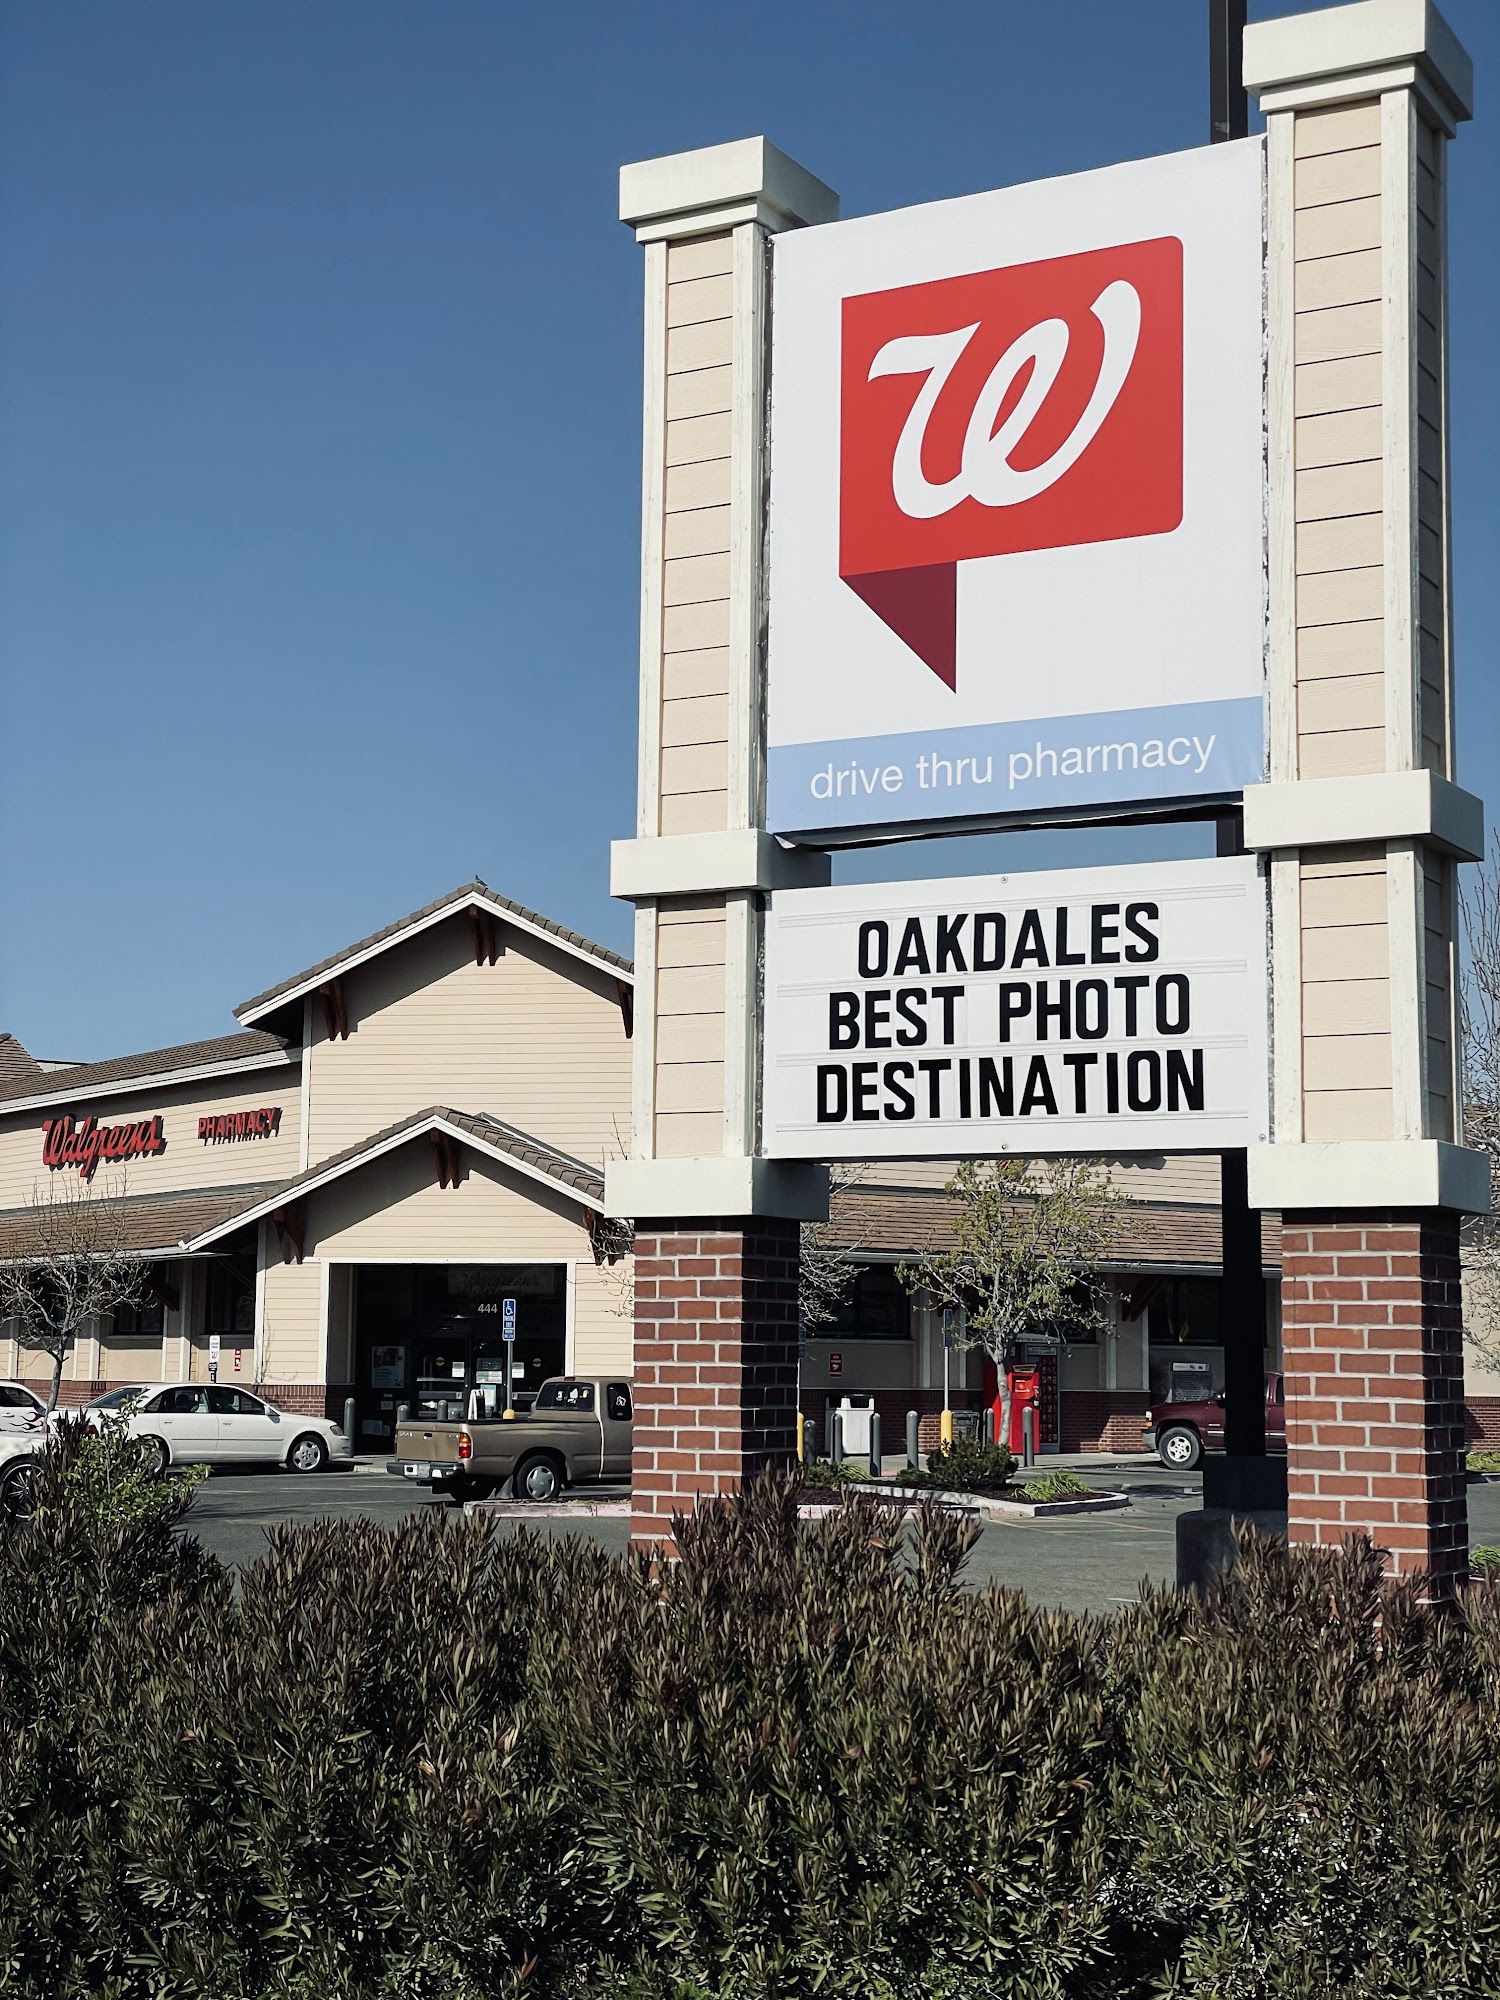 W
drive thru pharmacy
OAKDALES
BEST PHOTO
DESTINATION
Walgreens PHARMACY
444